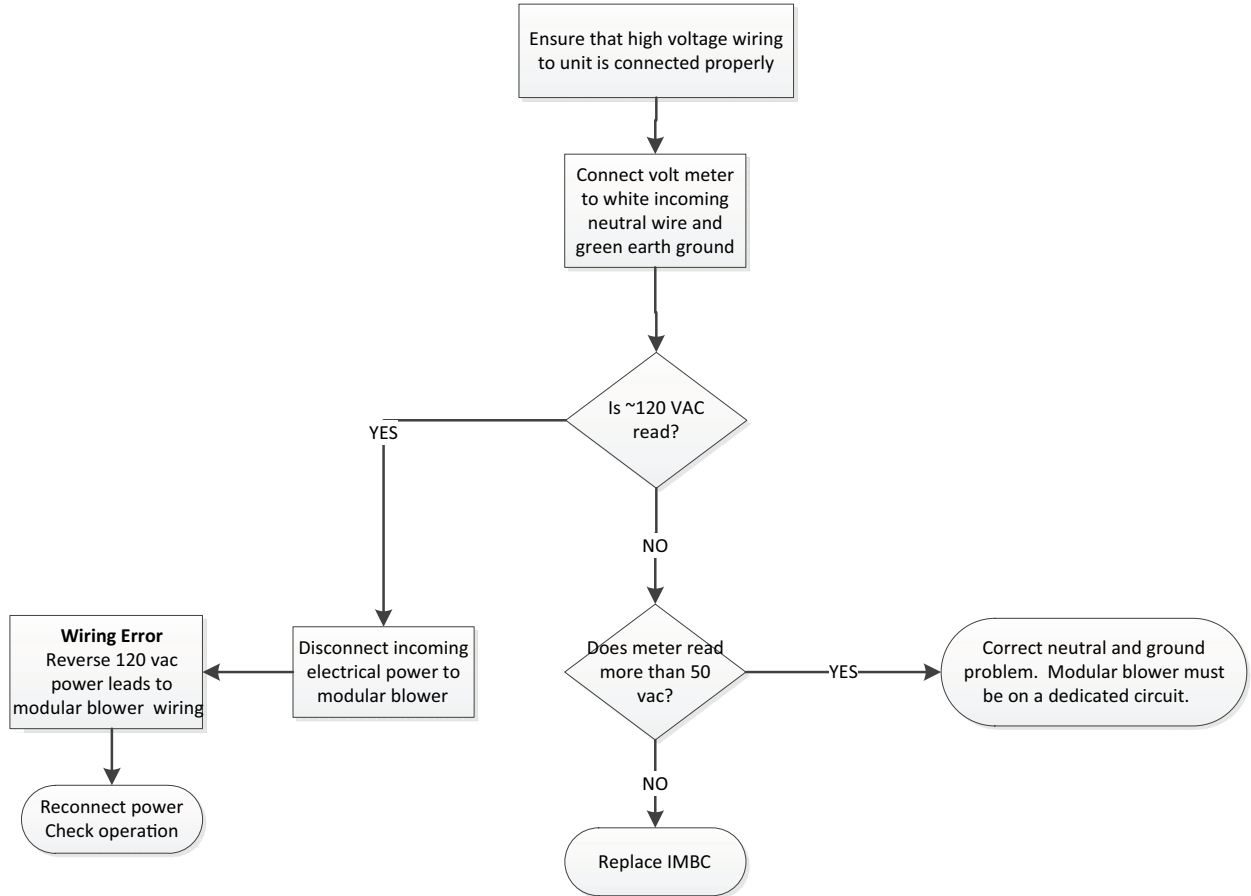 Ensure that high voltage wiring
to unit is connected properly
Connect volt meter
to white incoming
neutral wire and
green earth ground
Is ~120 VAC
read?
YES
NO
Wiring Error
Reverse 120 vac
power leads to
modular blower wiring
Disconnect incoming
electrical power to
modular blower
Does meter read
more than 50
vac?
YES
Correct neutral and ground
problem. Modular blower must
be on a dedicated circuit.
NO
Reconnect power
Check operation
Replace IMBC